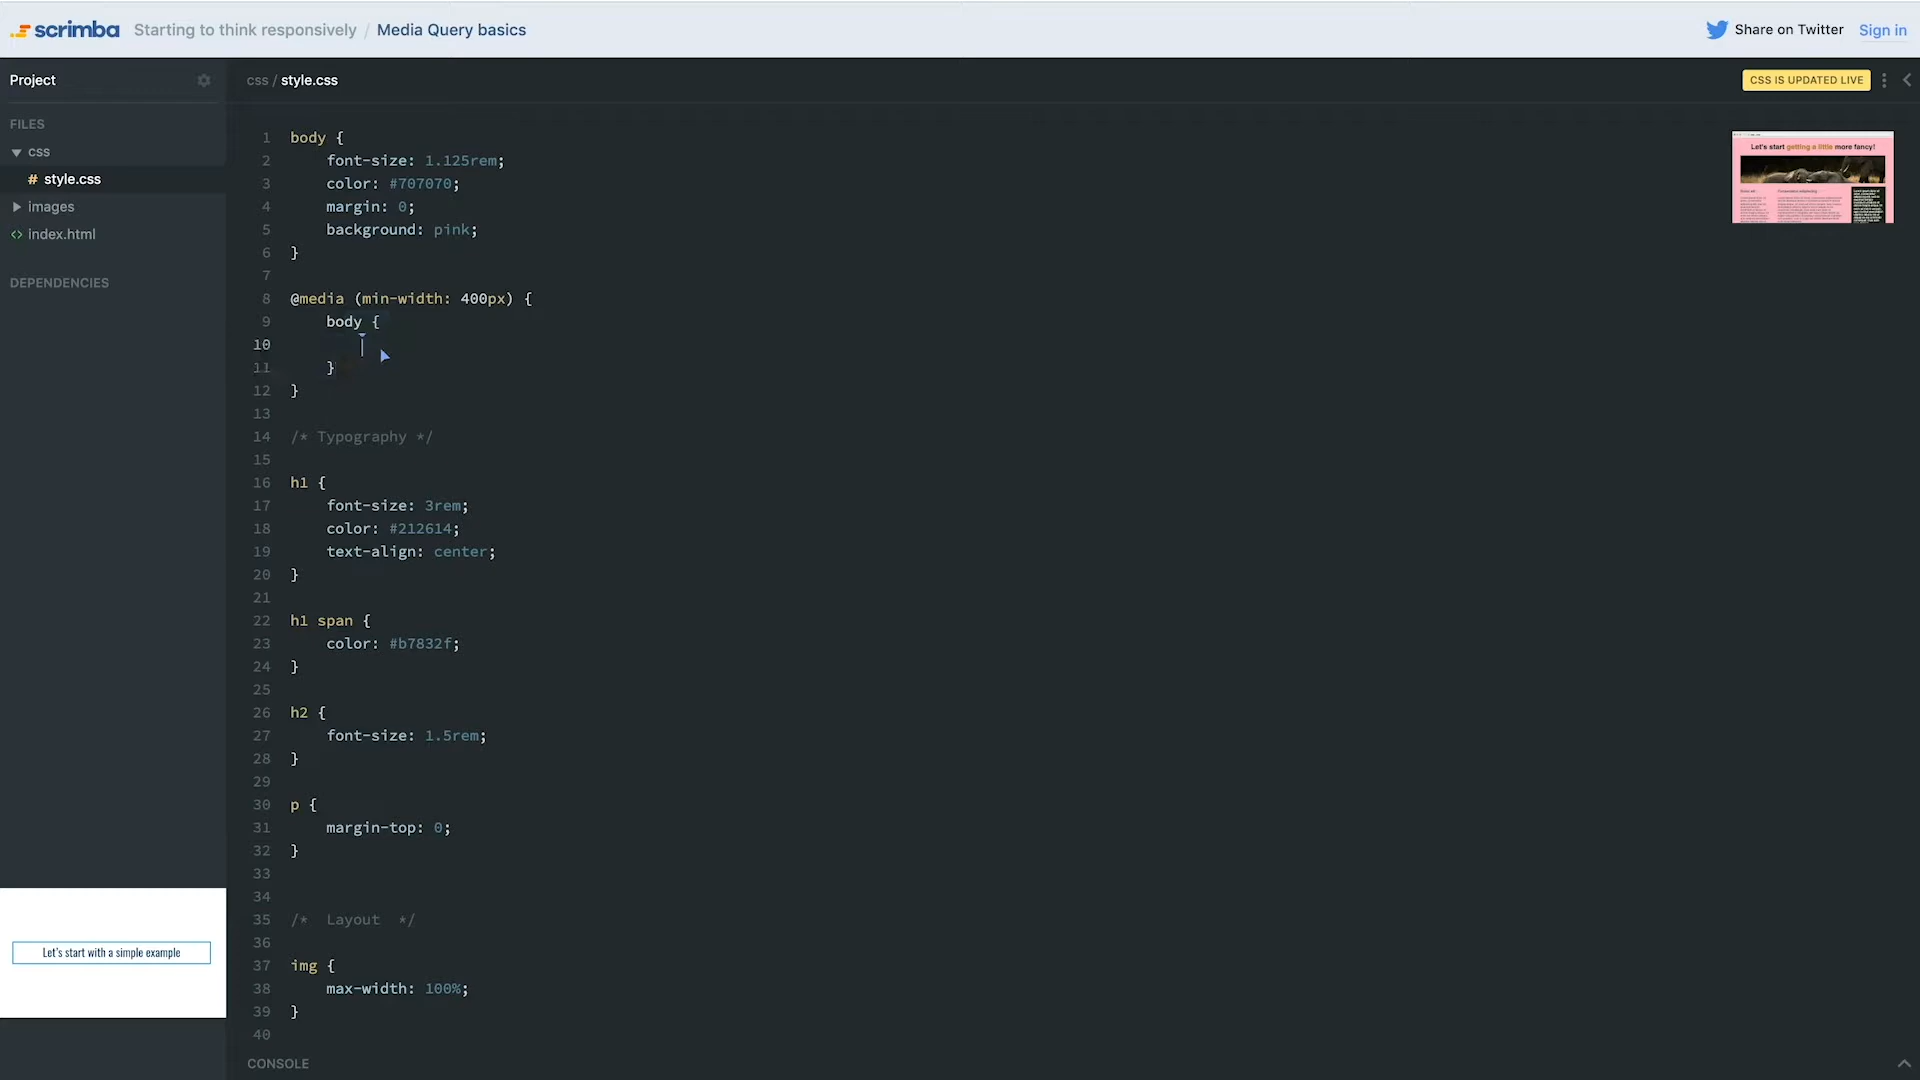 scrimba Starting to think responsively / Media Query basics
Share on Twitter Sign in
Project
css / style.css
CSS IS UPDATED LIVE
FILES
css
# style.css
images
<> index.html
DEPENDENCIES
1 body {
2 font-size: 1.125rem;
3 color: #707070;
4 margin: 0;
5 background: pink;
6 }
7
8 @media (min-width: 400px) {
9 body {
10
11 }
12 }
13
14 /* Typography */
15
16 h1 {
17 font-size: 3rem;
18 color: #212614;
19 text-align: center;
20 }
21
22 h1 span {
23 color: #b7832f;
24 }
25
26 h2 {
27 font-size: 1.5rem;
28 }
29
30 p {
31 margin-top: 0;
32 }
33
34
35 /* Layout */
36
37 img {
38 max-width: 100%;
39 }
40
Let's start getting a little more fancy!
Let's start with a simple example
CONSOLE